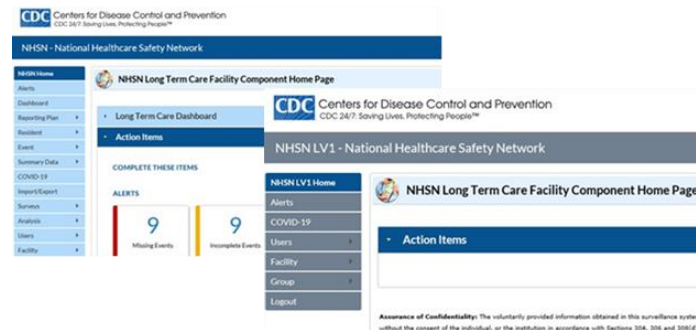 CDC Centers for Disease Control and Prevention
CDC 24/7: Saving Lives, Protecting People™
NHSN - National Healthcare Safety Network
NHSN Home
Alerts
Dashboard
Reporting Plan
Resident
Event
Summary Data
COVID-19
Import/Export
Surveys
Analysis
Users
Facility
NHSN Long Term Care Facility Component Home Page
Long Term Care Dashboard
Action Items
COMPLETE THESE ITEMS
ALERTS
9
Missing Events
9
Incomplete Events
CDC Centers for Disease Control and Prevention
CDC 24/7: Saving Lives, Protecting People™
NHSN LV1 - National Healthcare Safety Network
NHSN LV1 Home
Alerts
COVID-19
Users
Facility
Group
Logout
NHSN Long Term Care Facility Component Home Page
Action Items
Assurance of Confidentiality: The voluntarily provided information obtained in this surveillance syste
without the consent of the individual, or the institution in accordance with Sections 304, 306 and 308(d